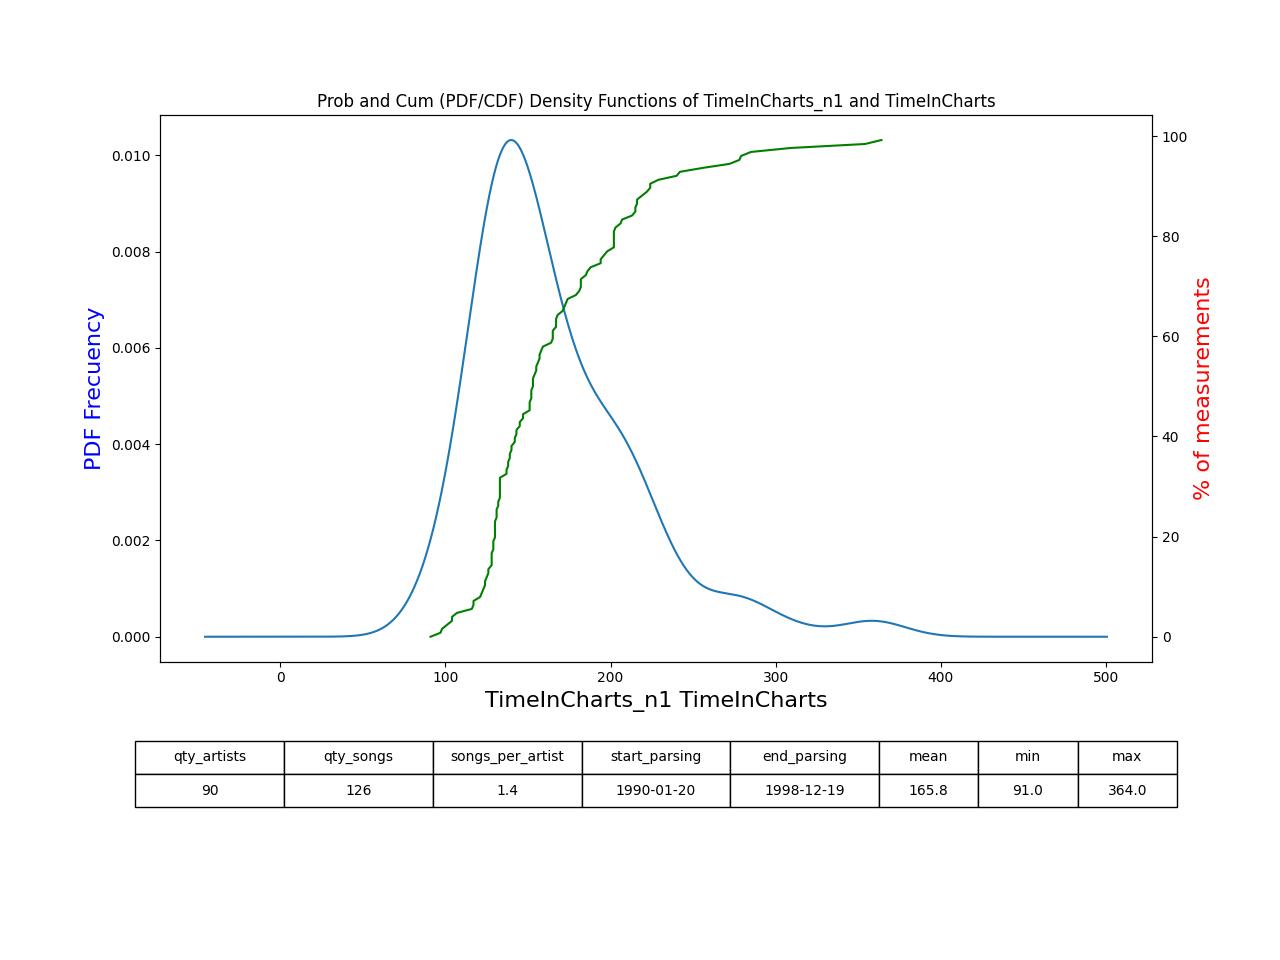 Prob and Cum (PDF/CDF) Density Functions of TimeInCharts_n1 and TimeInCharts
PDF Frecuency
0.010
0.008
0.006
0.004
0.002
0.000
100
80
60
40
20
0
% of measurements
0 100 200 300 400 500
TimeInCharts_n1 TimeInCharts
qty_artists qty_songs songs_per_artist start_parsing end_parsing mean min max
90 126 1.4 1990-01-20 1998-12-19 165.8 91.0 364.0